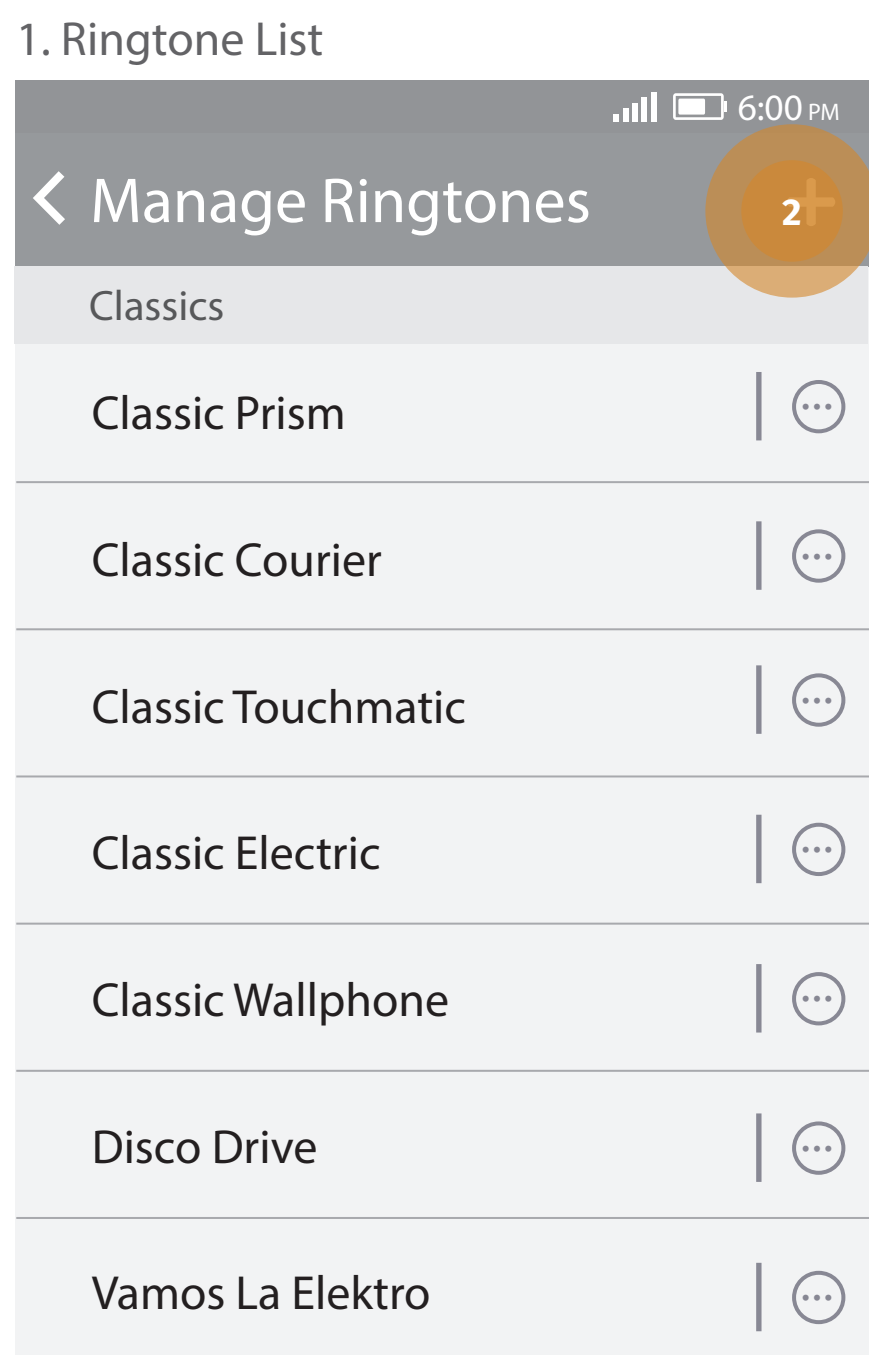 1. Ringtone List
6:00 PM
Manage Ringtones
2
Classics
Classic Prism
Classic Courier
Classic Touchmatic
Classic Electric
Classic Wallphone
Disco Drive
Vamos La Elektro